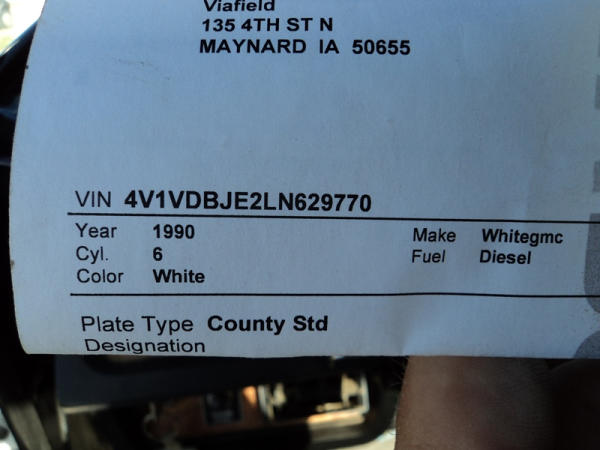 Viafield
135 4TH ST N
MAYNARD IA 50655
VIN 4V1VDBJE2LN629770
Year 1990 Make Whitegmc
Cyl. 6 Fuel Diesel
Color White
Plate Type County Std
Designation